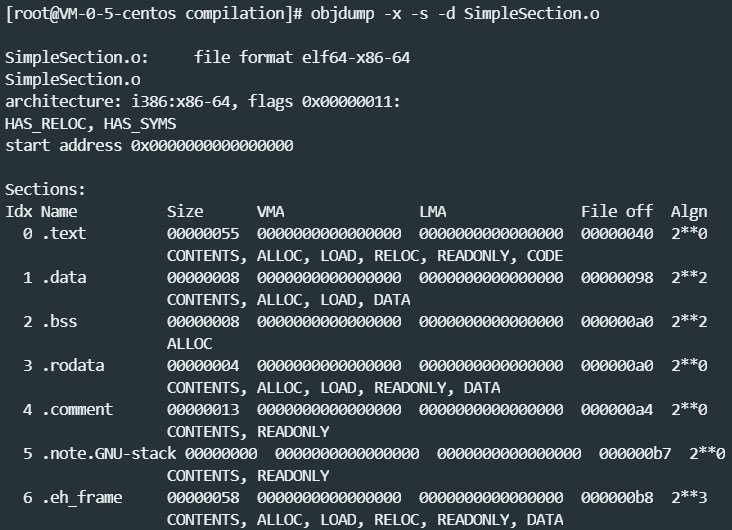 [root@VM-0-5-centos compilation]# objdump -x -s -d SimpleSection.o
SimpleSection.o:     file format elf64-x86-64
SimpleSection.o
architecture: i386:x86-64, flags 0x00000011:
HAS_RELOC, HAS_SYMS
start address 0x0000000000000000
Sections:
Idx Name          Size      VMA               LMA               File off  Algn
  0 .text         00000055  0000000000000000  0000000000000000  00000040  2**0
                  CONTENTS, ALLOC, LOAD, RELOC, READONLY, CODE
  1 .data         00000008  0000000000000000  0000000000000000  00000098  2**2
                  CONTENTS, ALLOC, LOAD, DATA
  2 .bss          00000008  0000000000000000  0000000000000000  000000a0  2**2
                  ALLOC
  3 .rodata       00000004  0000000000000000  0000000000000000  000000a0  2**0
                  CONTENTS, ALLOC, LOAD, READONLY, DATA
  4 .comment      00000013  0000000000000000  0000000000000000  000000a4  2**0
                  CONTENTS, READONLY
  5 .note.GNU-stack 00000000  0000000000000000  0000000000000000  000000b7  2**0
                  CONTENTS, READONLY
  6 .eh_frame     00000058  0000000000000000  0000000000000000  000000b8  2**3
                  CONTENTS, ALLOC, LOAD, RELOC, READONLY, DATA